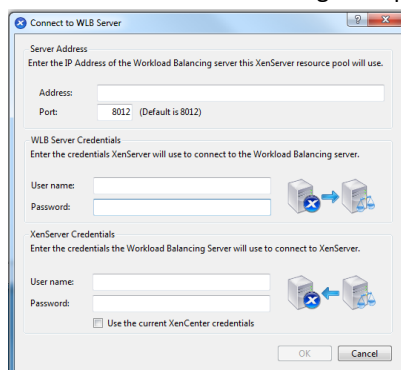 Connect to WLB Server
Server Address
Enter the IP Address of the Workload Balancing server this XenServer resource pool will use.
Address:
Port: 8012 (Default is 8012)
WLB Server Credentials
Enter the credentials XenServer will use to connect to the Workload Balancing server.
User name:
Password:
XenServer Credentials
Enter the credentials the Workload Balancing Server will use to connect to XenServer.
User name:
Password:
Use the current XenCenter credentials
OK Cancel